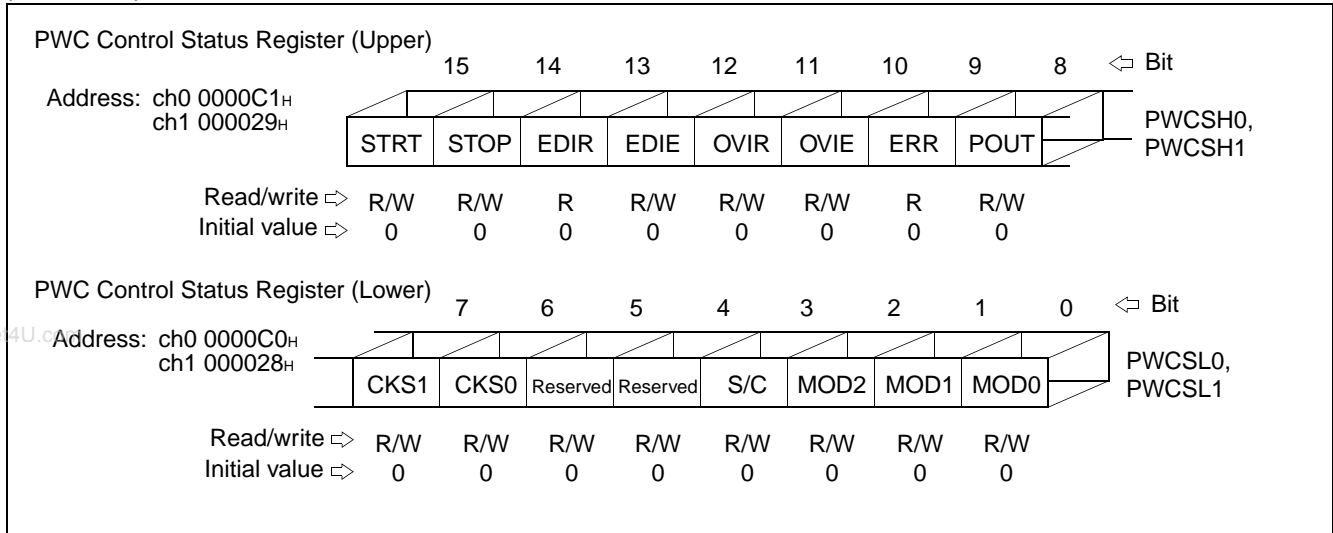 PWC Control Status Register (Upper)
15 14 13 12 11 10 9 8 ⇦ Bit
Address: ch0 0000C1H
ch1 000029H
STRT STOP EDIR EDIE OVIR OVIE ERR POUT
PWCSH0,
PWCSH1
Read/write ⇨ R/W R/W R R/W R/W R/W R R/W
Initial value ⇨ 0 0 0 0 0 0 0 0
PWC Control Status Register (Lower)
7 6 5 4 3 2 1 0 ⇦ Bit
et4U.com
Address: ch0 0000C0H
ch1 000028H
CKS1 CKS0 Reserved Reserved S/C MOD2 MOD1 MOD0
PWCSL0,
PWCSL1
Read/write ⇨ R/W R/W R/W R/W R/W R/W R/W R/W
Initial value ⇨ 0 0 0 0 0 0 0 0